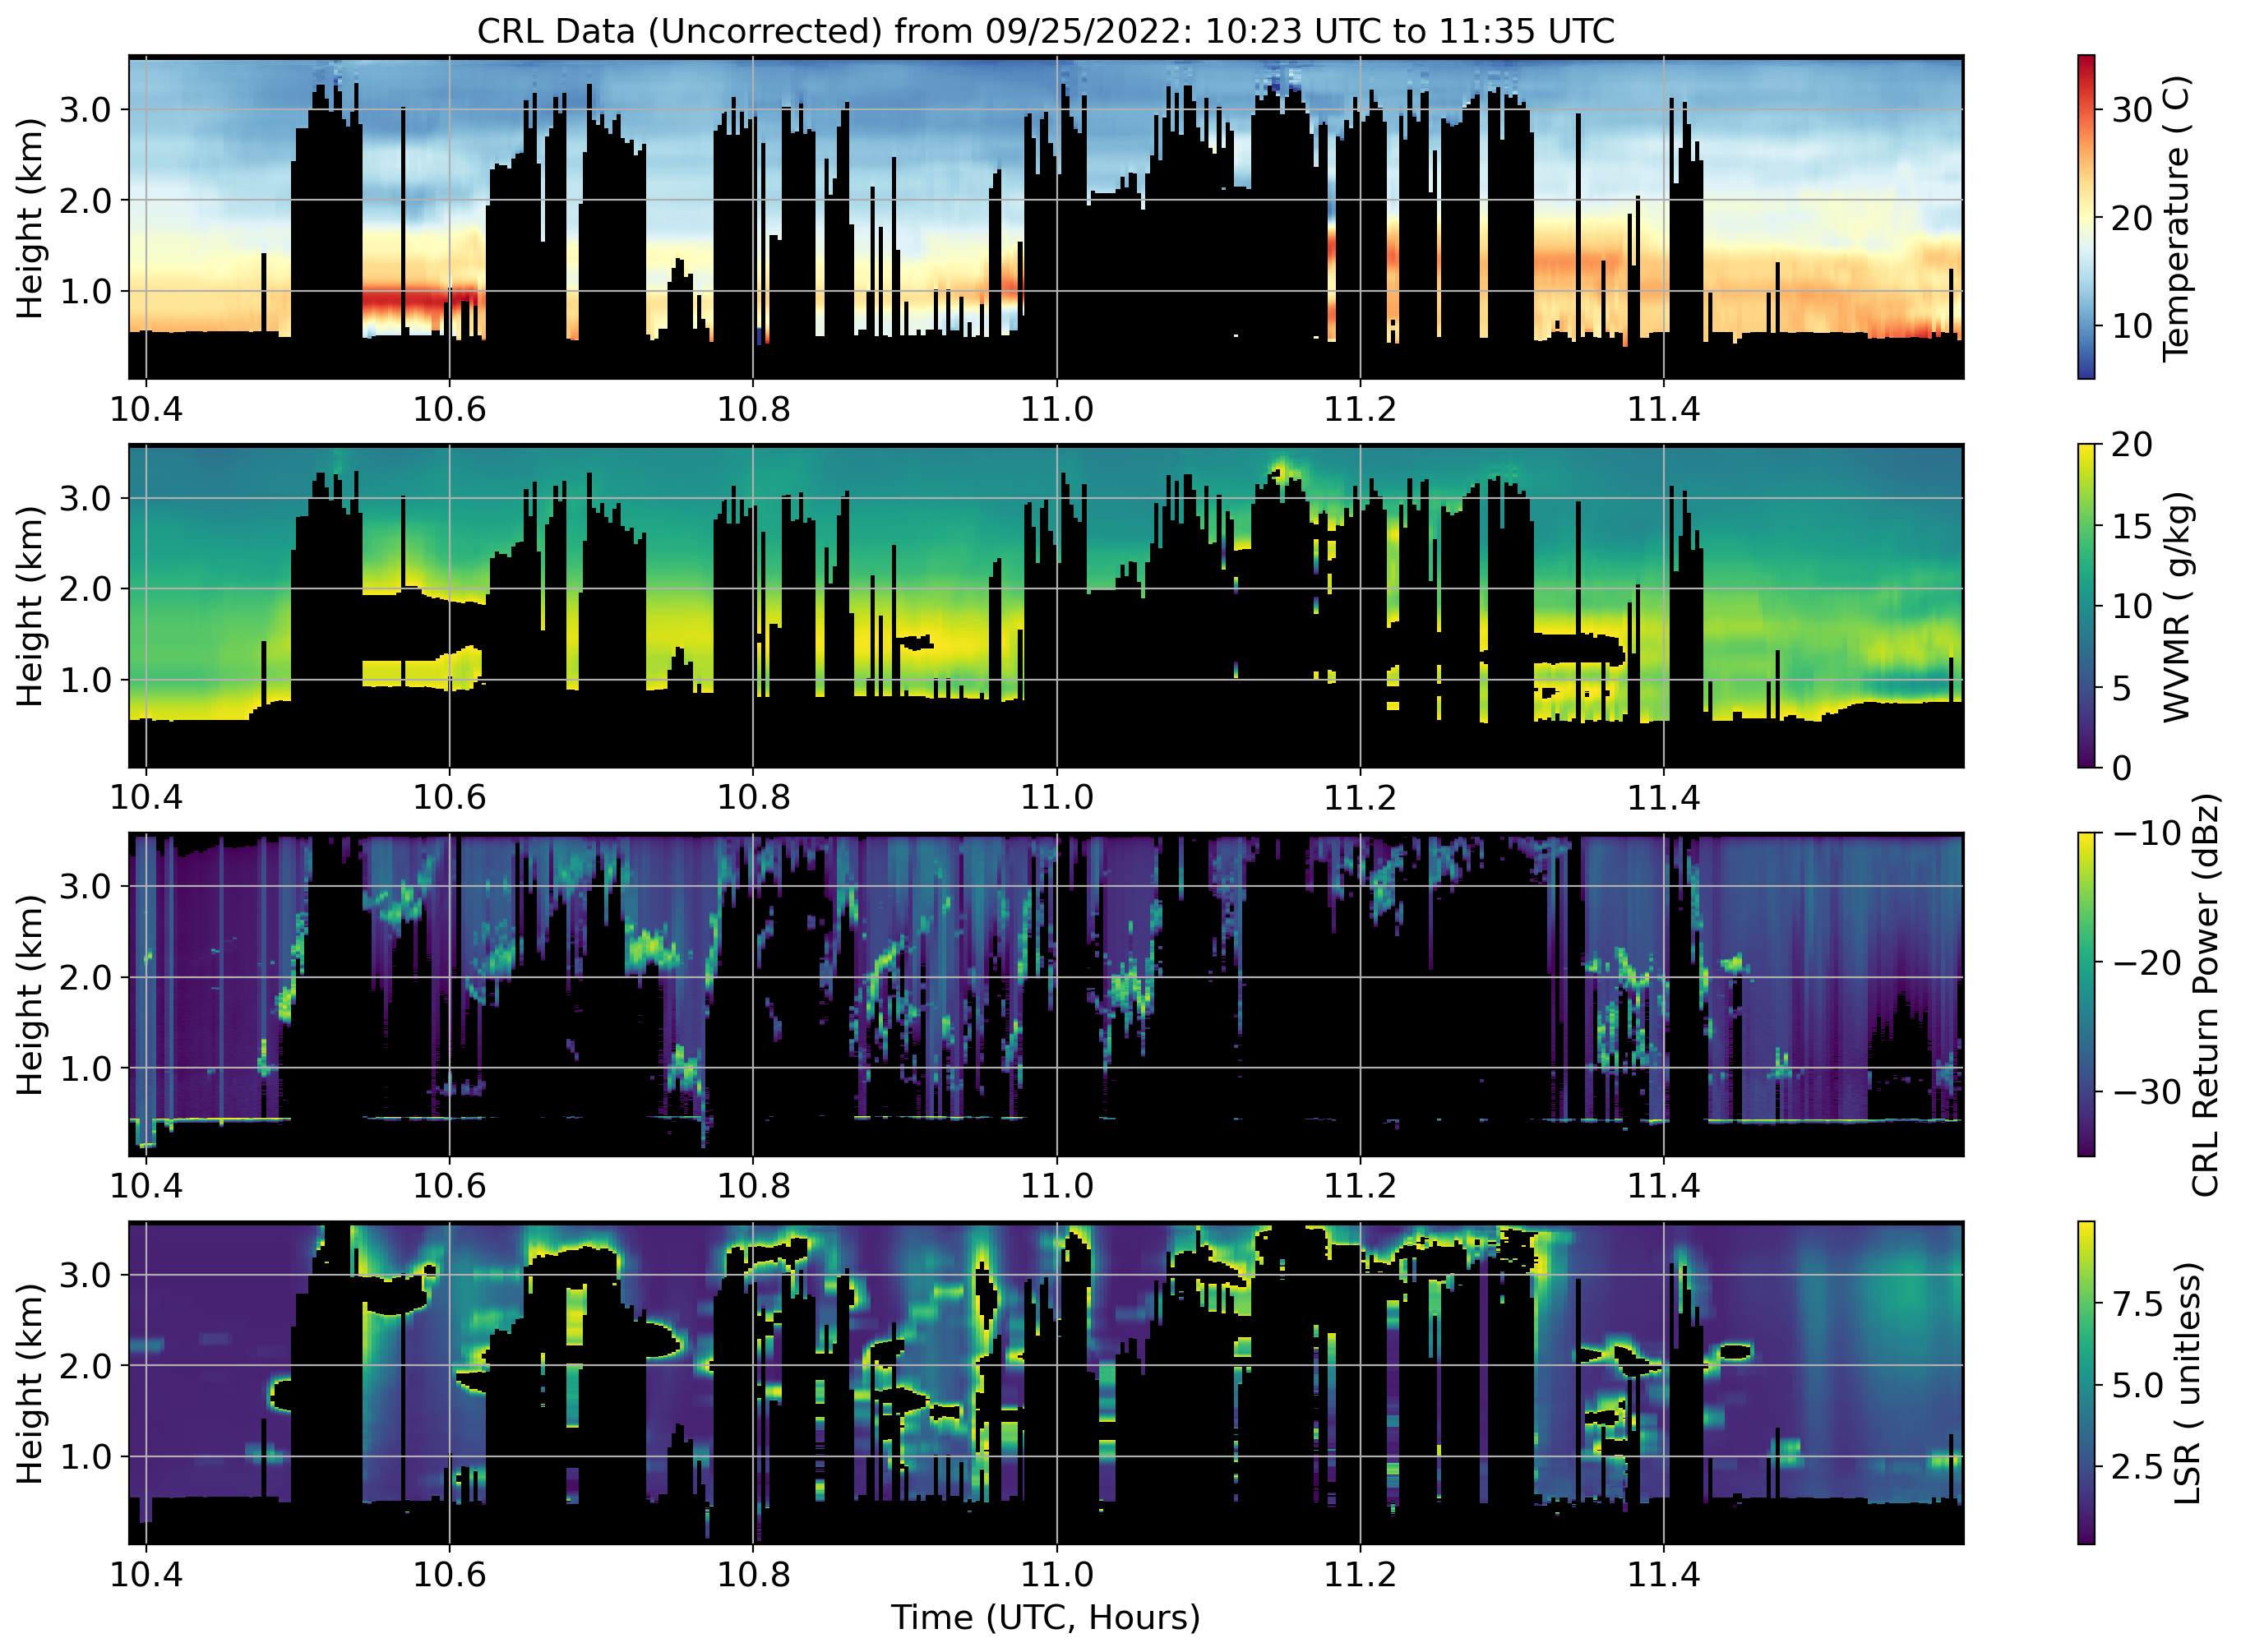 CRL Data (Uncorrected) from 09/25/2022: 10:23 UTC to 11:35 UTC
Height (km)
3.0
2.0
1.0
10.4 10.6 10.8 11.0 11.2 11.4
30
20
10
Temperature ( C)
Height (km)
3.0
2.0
1.0
10.4 10.6 10.8 11.0 11.2 11.4
20
15
10
5
0
WVMR ( g/kg)
Height (km)
3.0
2.0
1.0
10.4 10.6 10.8 11.0 11.2 11.4
−10
−20
−30
CRL Return Power (dBz)
Height (km)
3.0
2.0
1.0
10.4 10.6 10.8 11.0 11.2 11.4
7.5
5.0
2.5
LSR ( unitless)
Time (UTC, Hours)